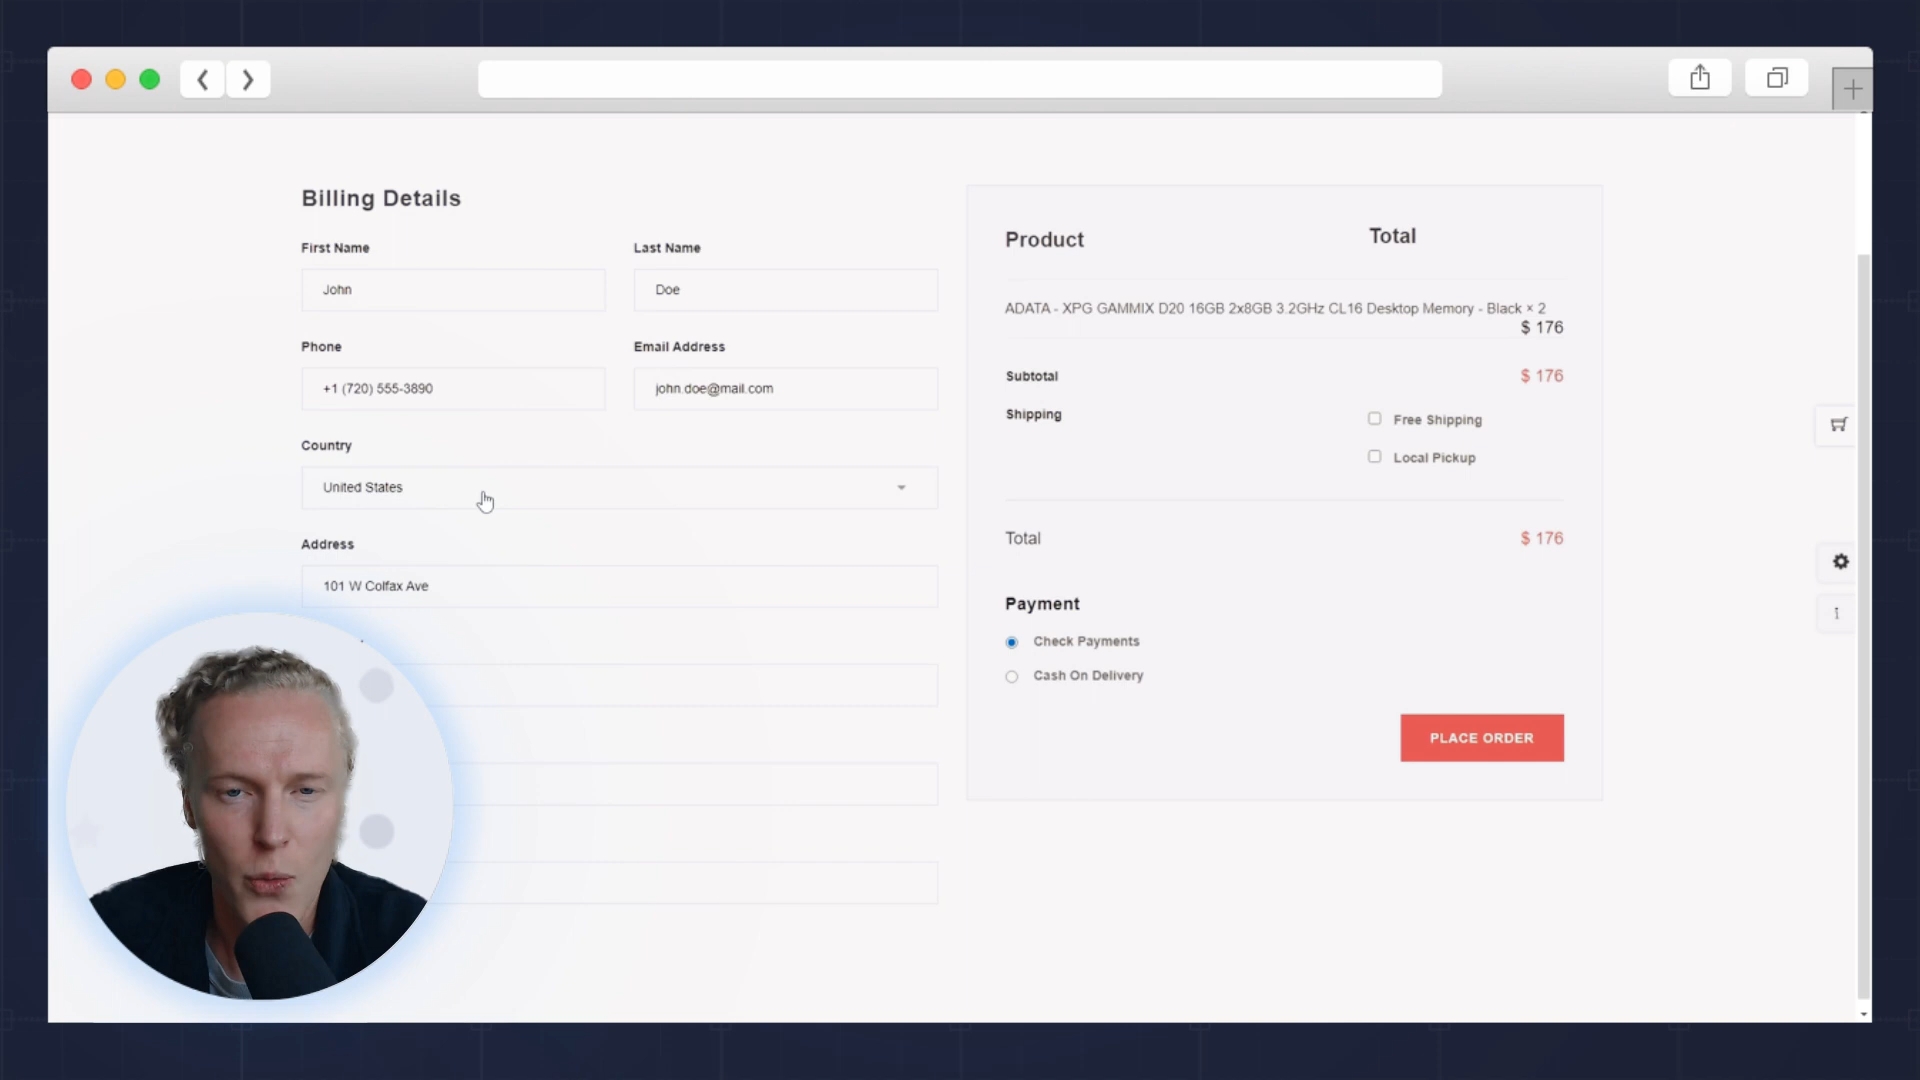 Billing Details
First Name
Last Name
John
Doe
Phone
Email Address
+1 (720) 555-3890
john.doe@mail.com
Country
United States
Address
101 W Colfax Ave
Product
Total
ADATA - XPG GAMMIX D20 16GB 2x8GB 3.2GHz CL16 Desktop Memory - Black × 2
$ 176
Subtotal
$ 176
Shipping
Free Shipping
Local Pickup
Total
$ 176
Payment
Check Payments
Cash On Delivery
PLACE ORDER